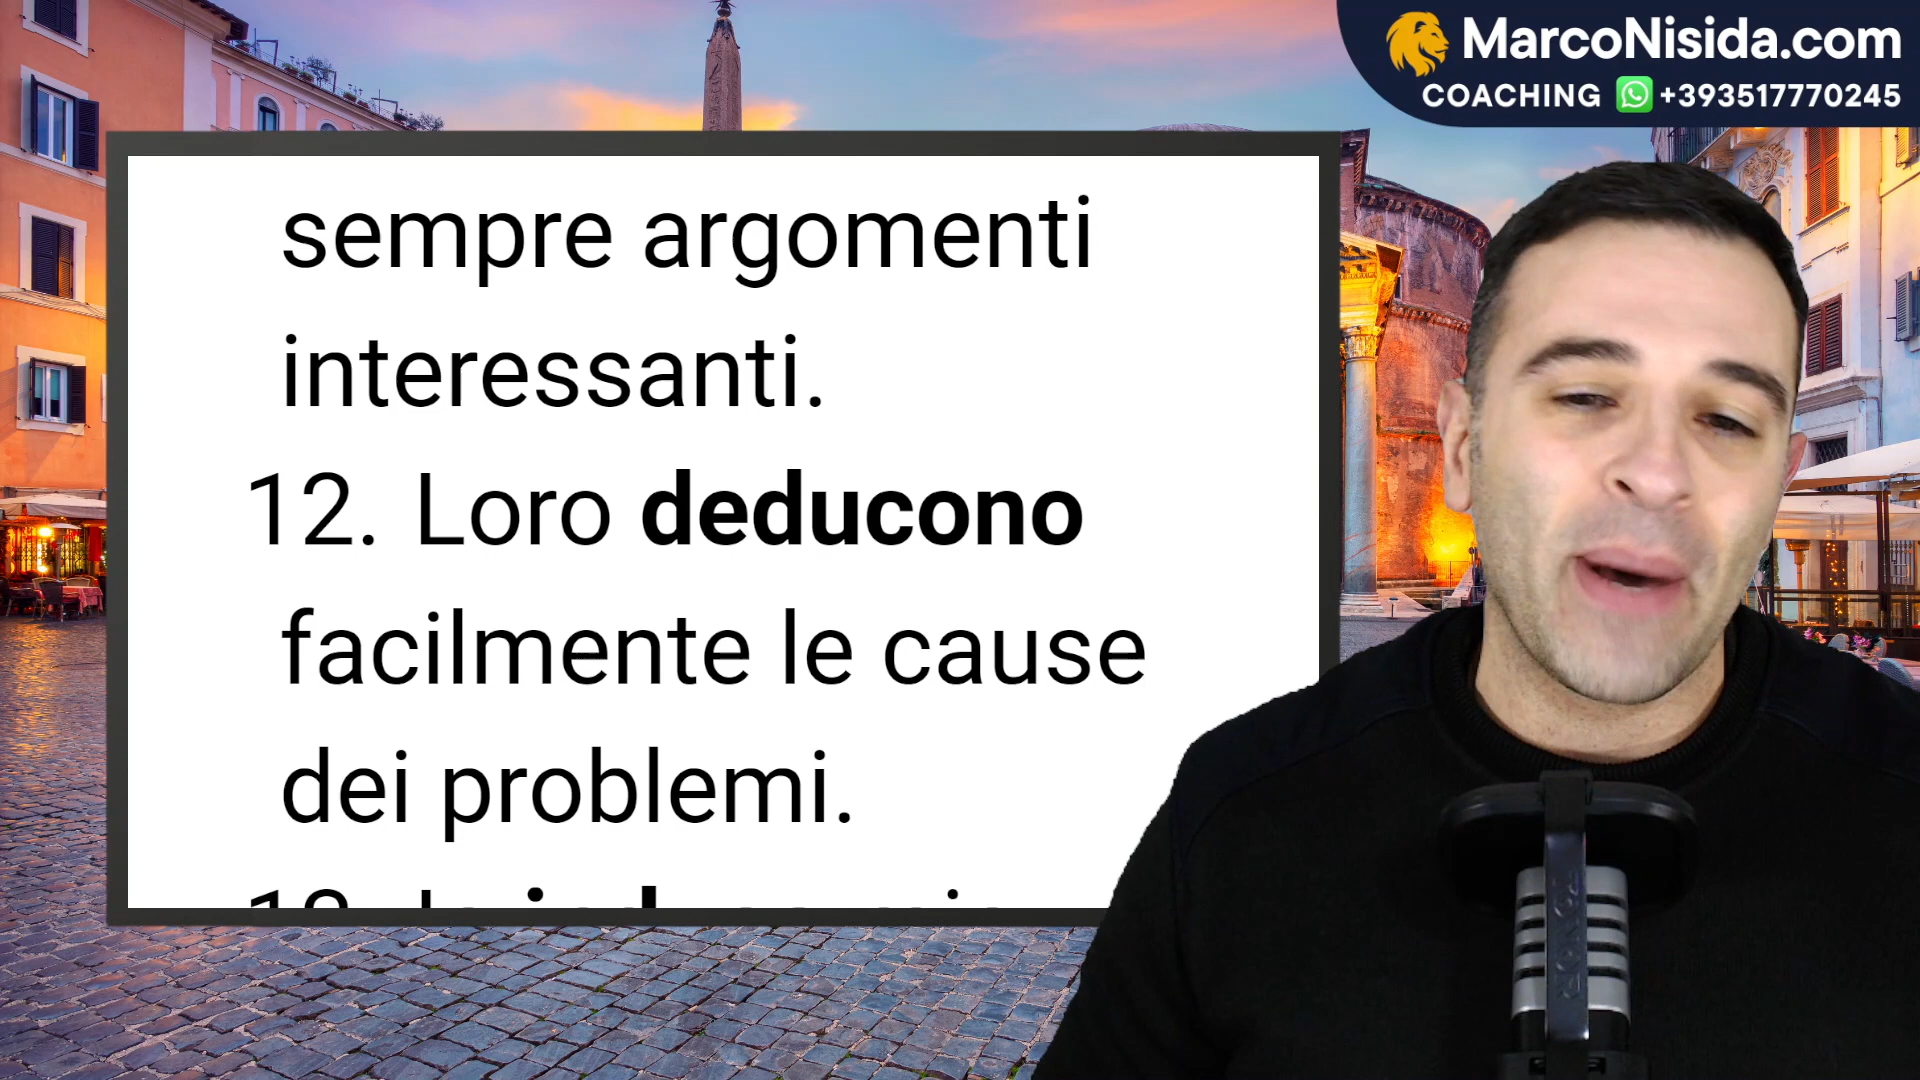 MarcoNisida.com
COACHING +393517770245
sempre argomenti
interessanti.
12. Loro deducono
facilmente le cause
dei problemi.